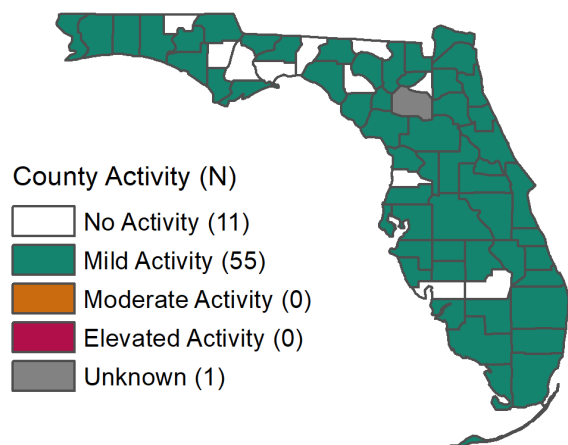 County Activity (N)
No Activity (11)
Mild Activity (55)
Moderate Activity (0)
Elevated Activity (0)
Unknown (1)